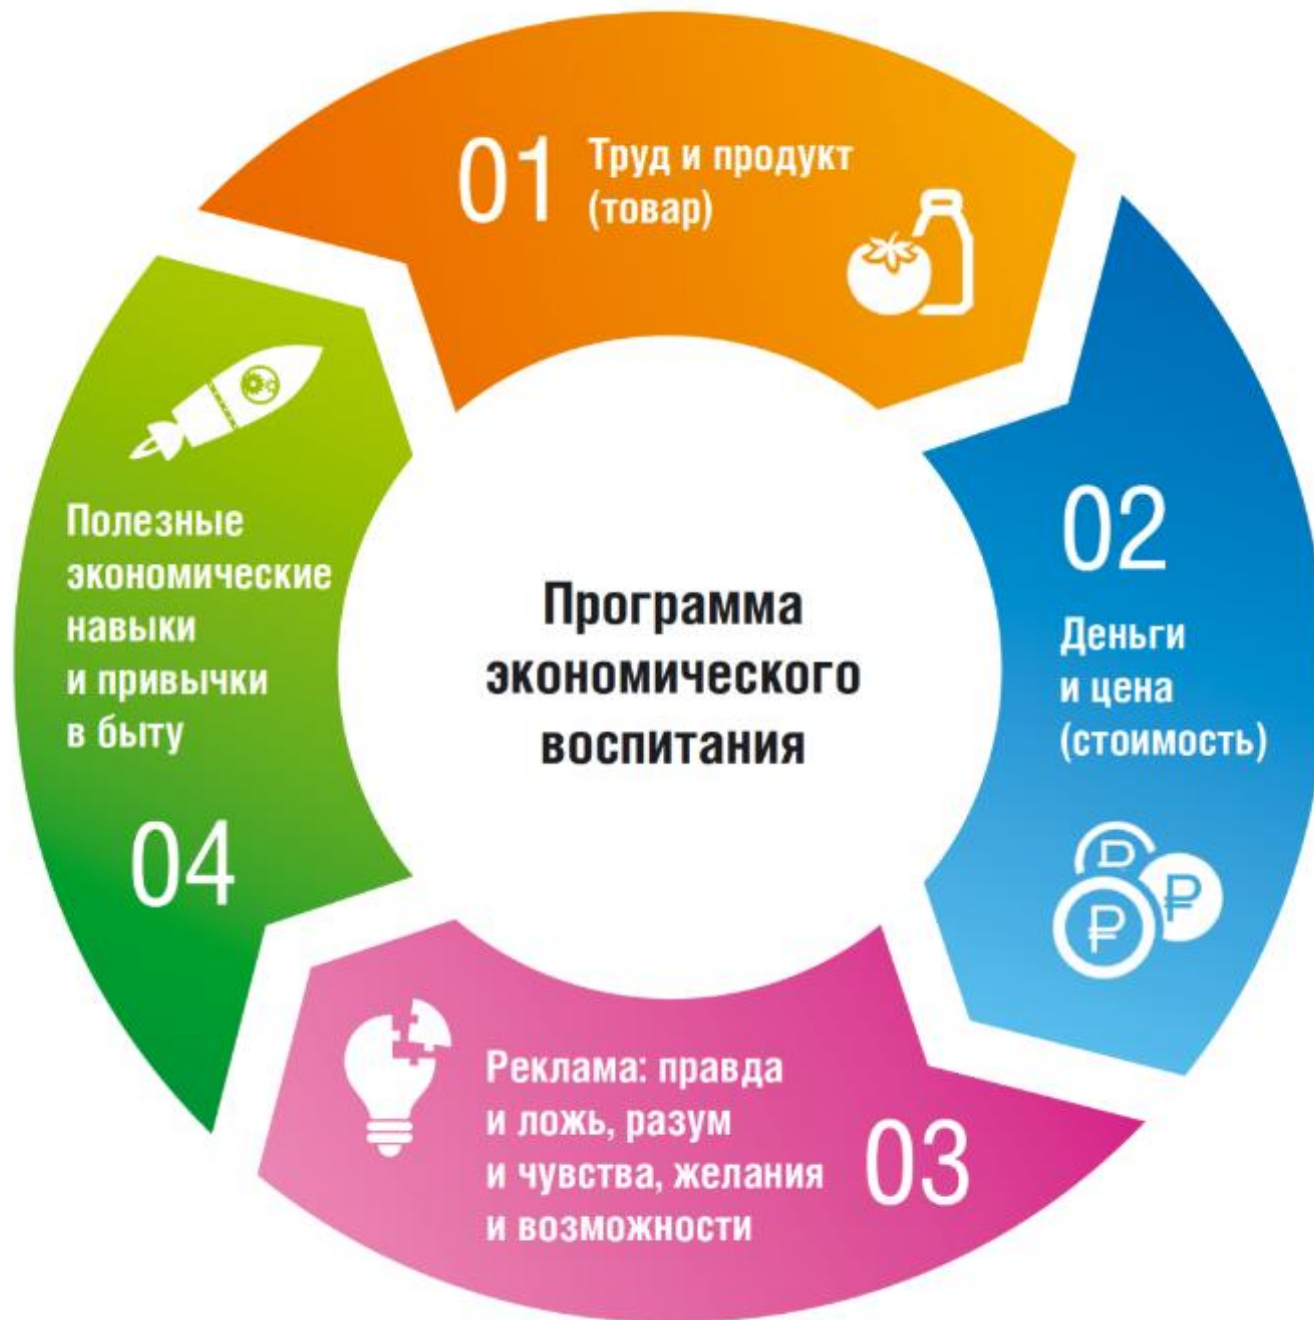 01
Труд и продукт
(товар)
02
Деньги
и цена
(стоимость)
03
Реклама: правда
и ложь, разум
и чувства, желания
и возможности
04
Полезные
экономические
навыки
и привычки
в быту
Программа
экономического
воспитания